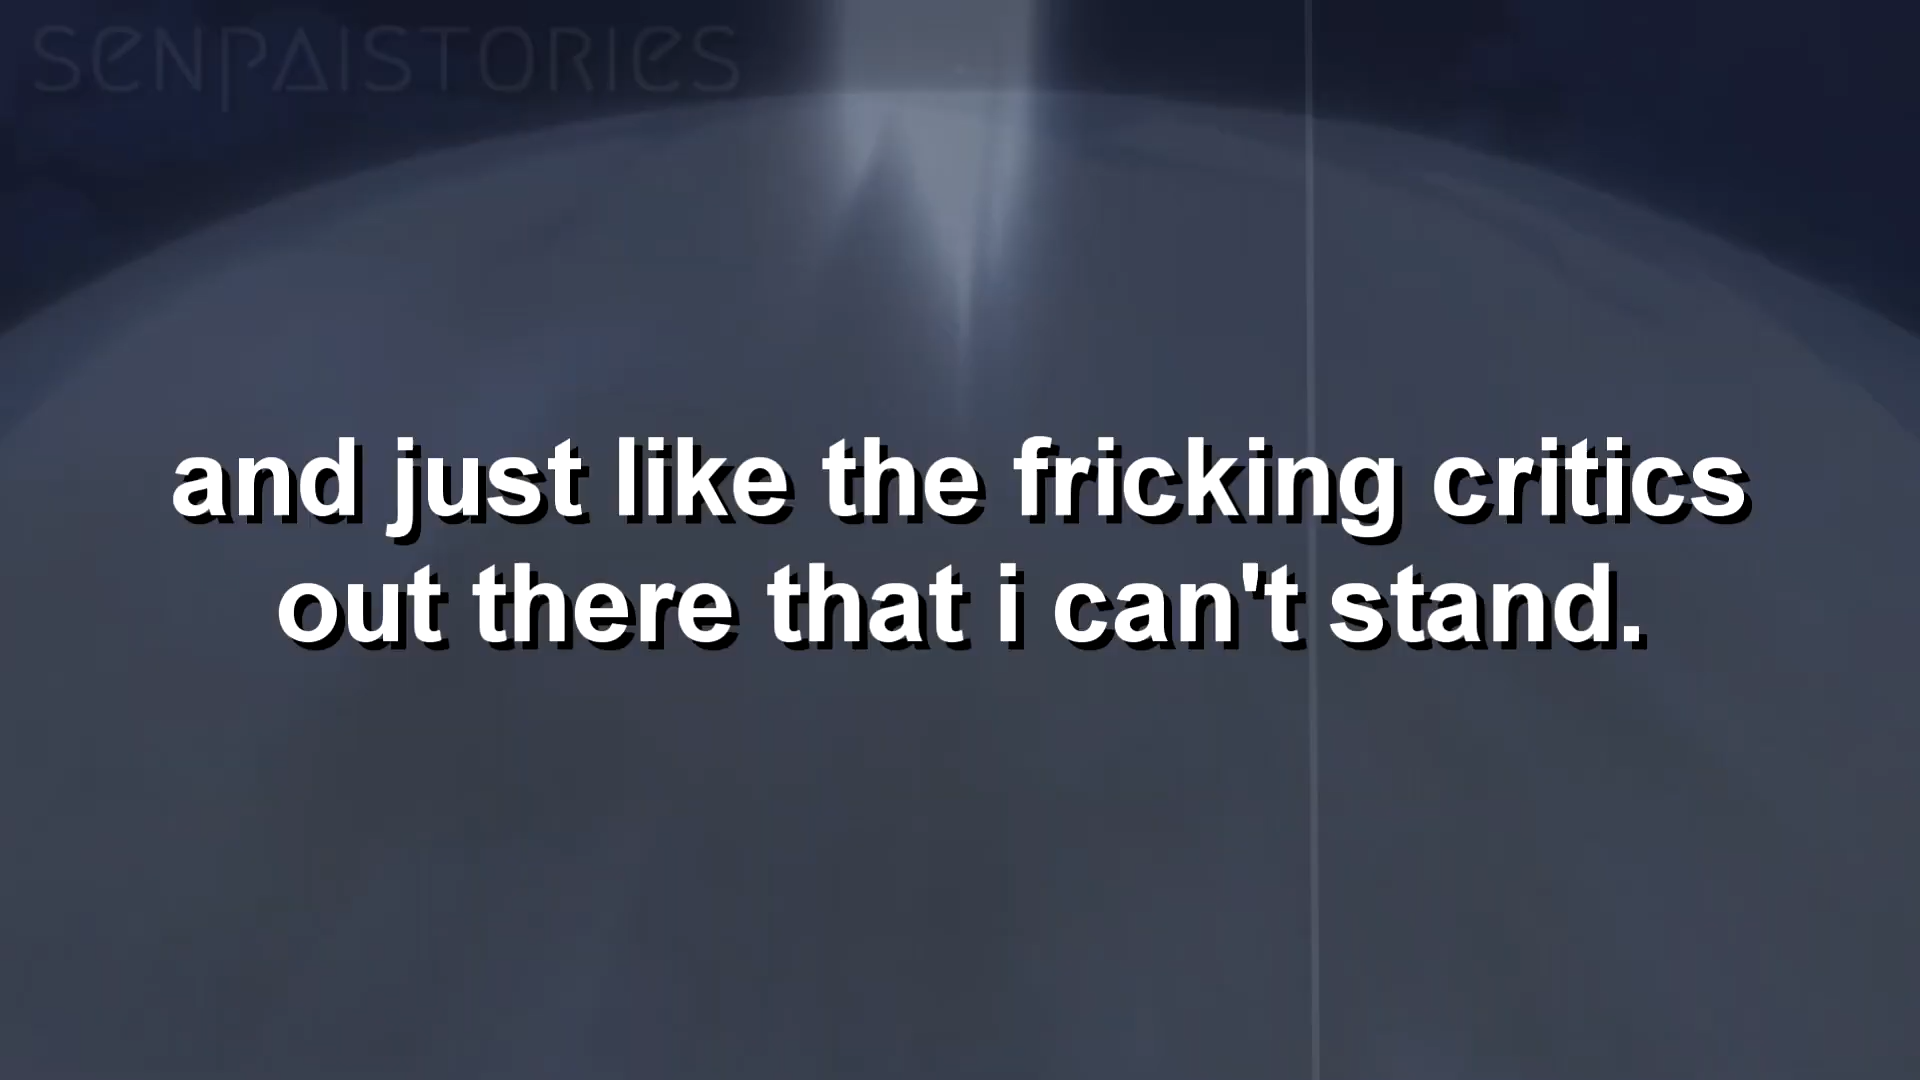 SENPAISTORIES
and just like the fricking critics
out there that i can't stand.